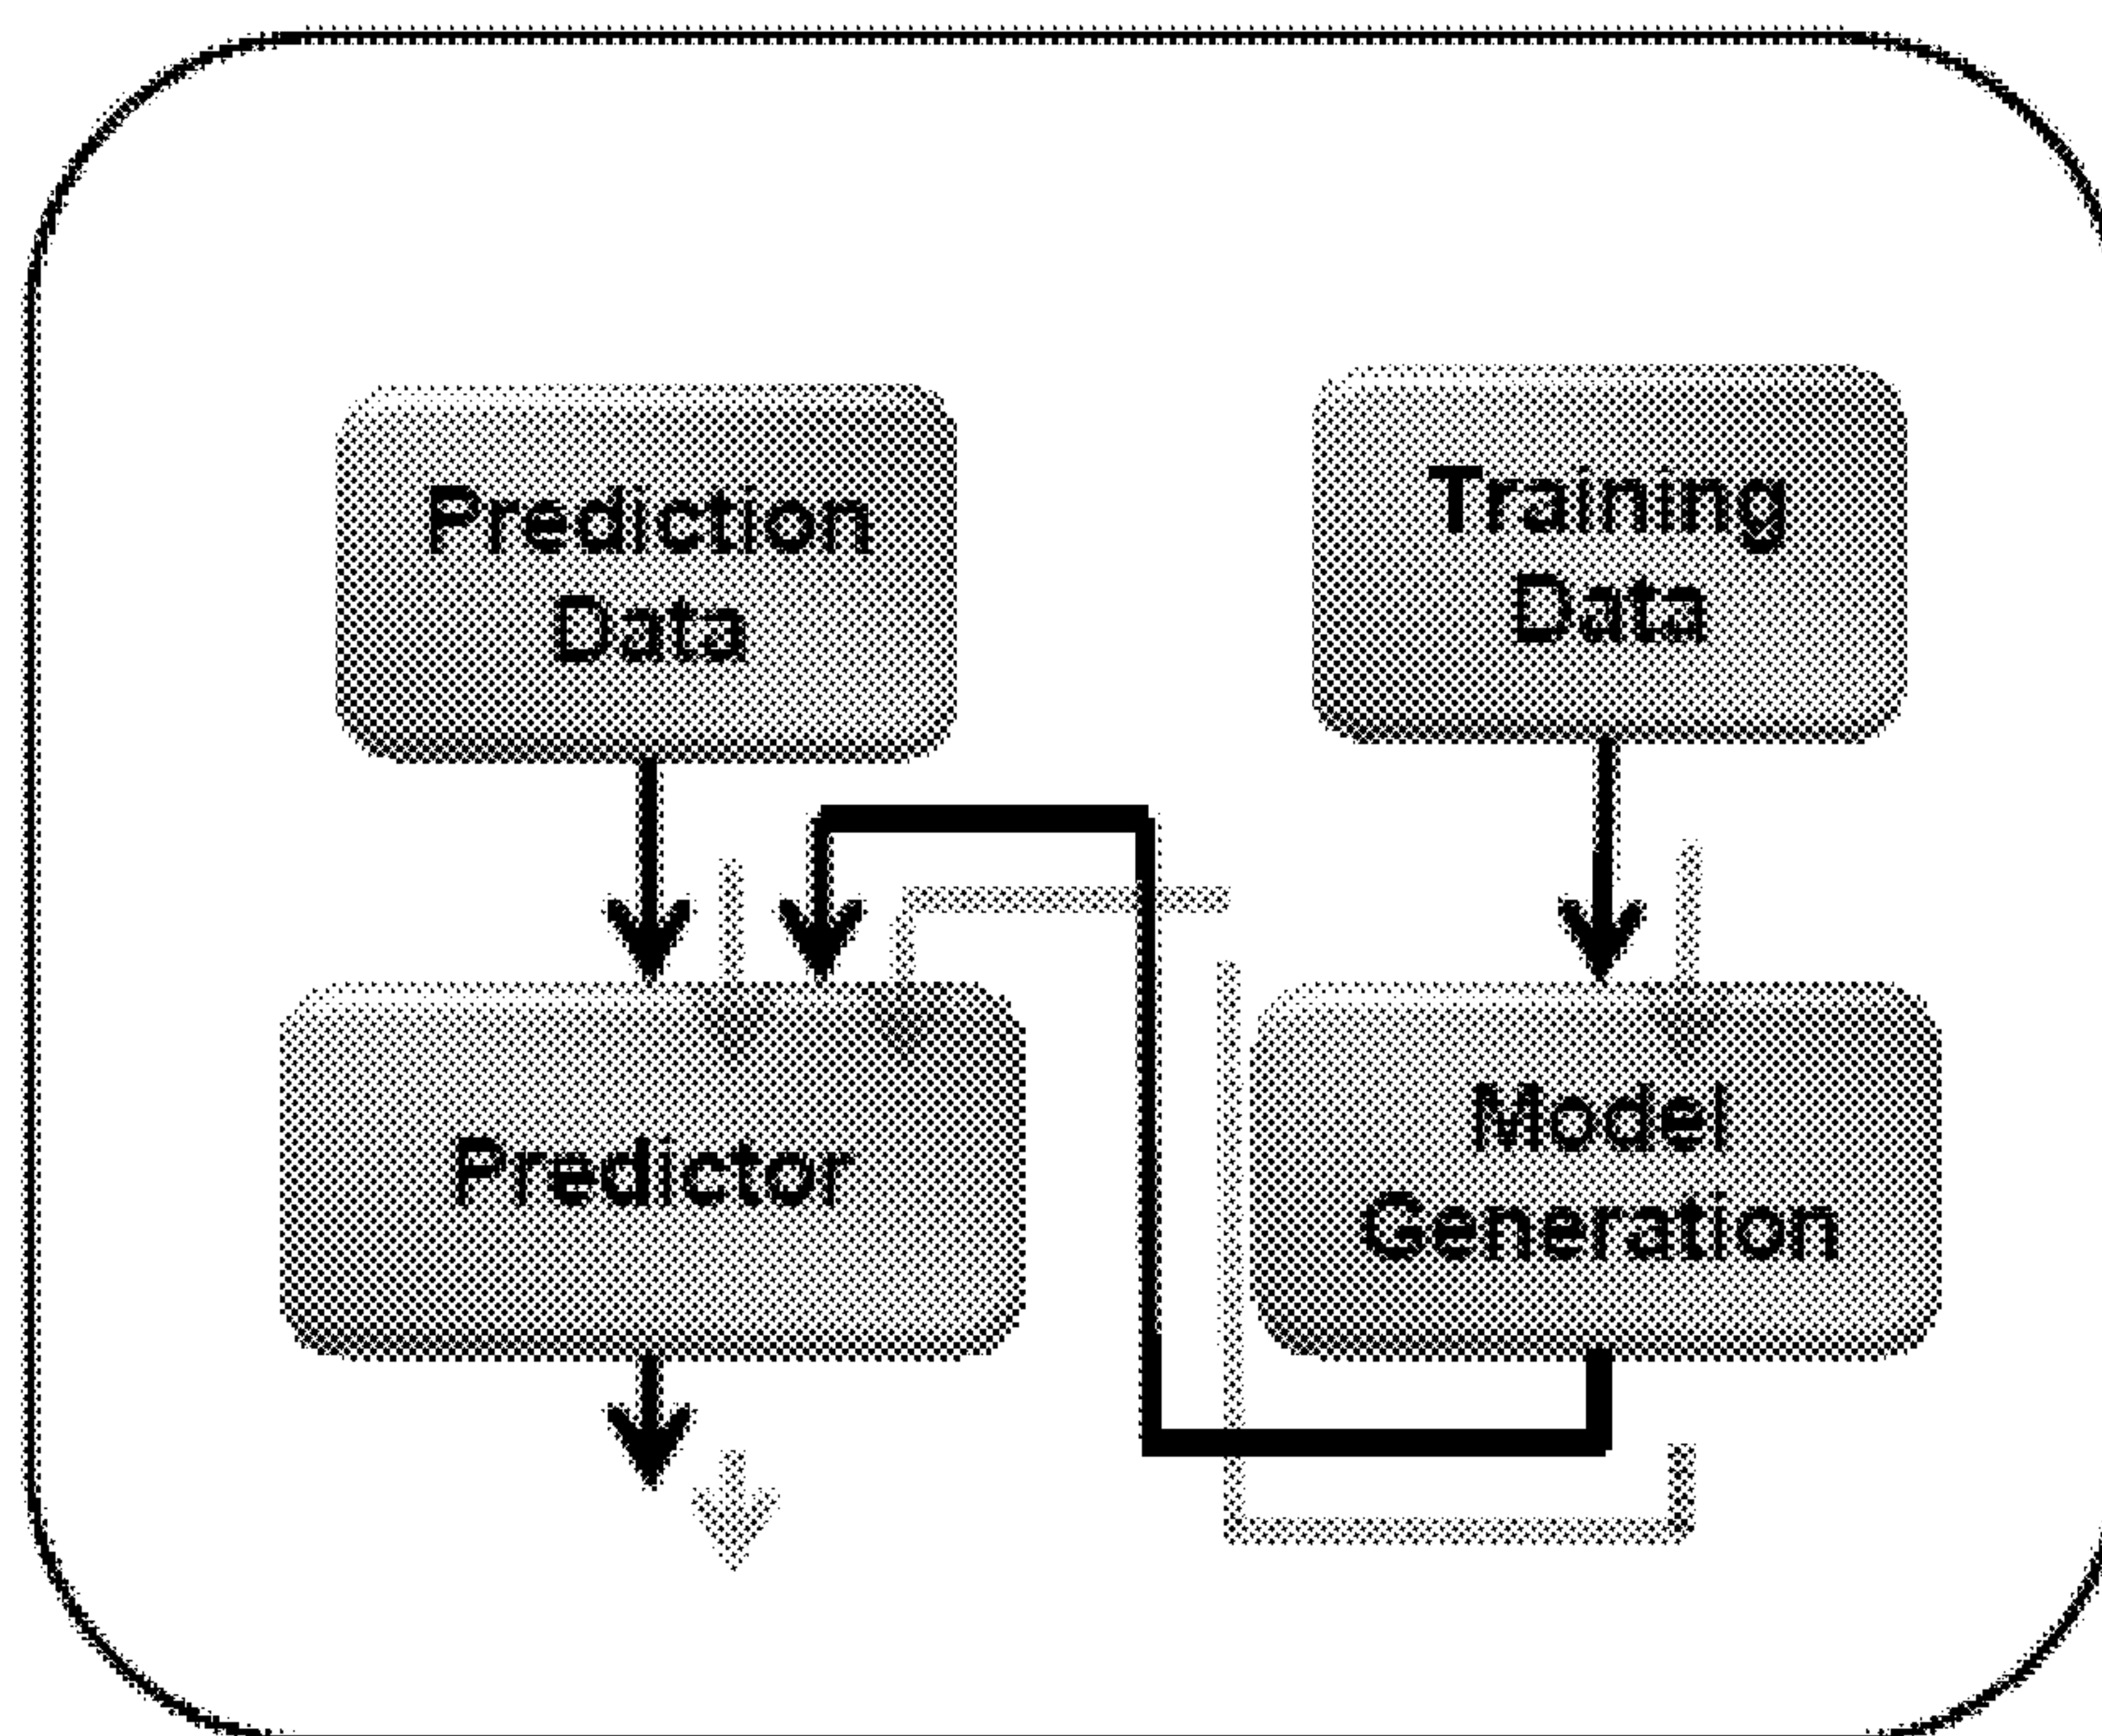 Prediction
Data
Training
Data
Predictor
Model
Generation